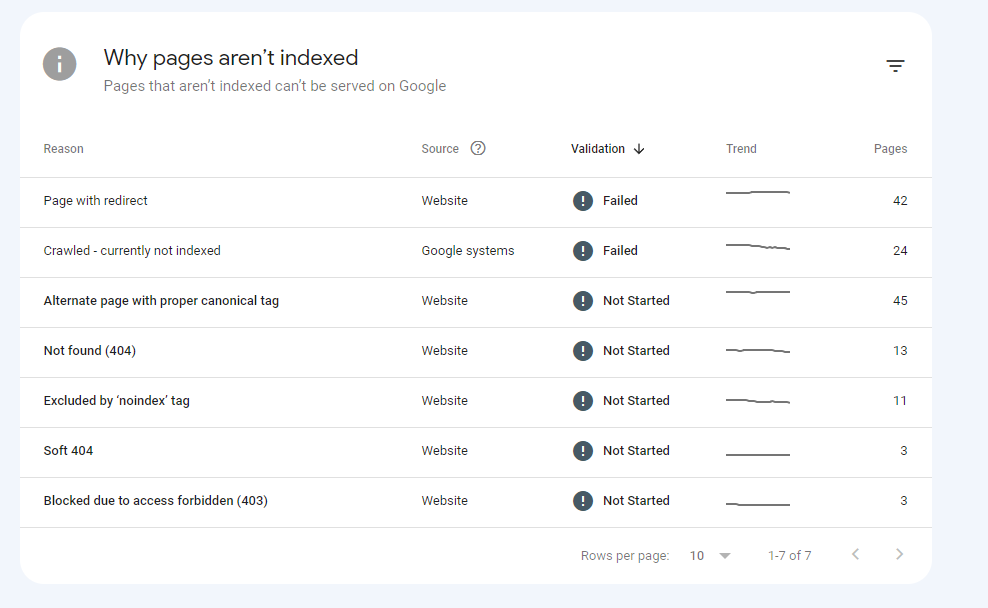 Why pages aren’t indexed
Pages that aren’t indexed can’t be served on Google
Reason Source Validation Trend Pages
Page with redirect Website Failed 42
Crawled - currently not indexed Google systems Failed 24
Alternate page with proper canonical tag Website Not Started 45
Not found (404) Website Not Started 13
Excluded by ‘noindex’ tag Website Not Started 11
Soft 404 Website Not Started 3
Blocked due to access forbidden (403) Website Not Started 3
Rows per page: 10 1-7 of 7